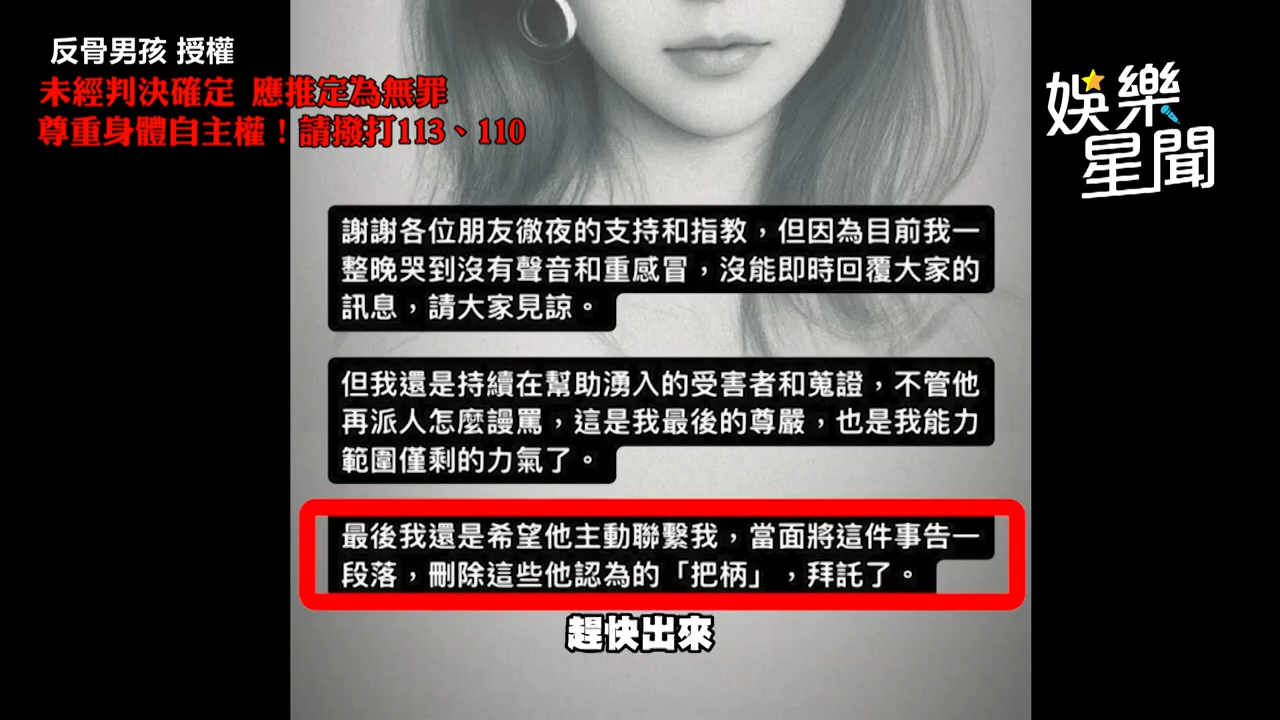 反骨男孩 授權
未經判決確定 應推定為無罪
尊重身體自主權！請撥打113、110
娛樂
星聞
謝謝各位朋友徹夜的支持和指教，但因為目前我一
整晚哭到沒有聲音和重感冒，沒能即時回覆大家的
訊息，請大家見諒。
但我還是持續在幫助湧入的受害者和蒐證，不管他
再派人怎麼謾罵，這是我最後的尊嚴，也是我能力
範圍僅剩的力氣了。
最後我還是希望他主動聯繫我，當面將這件事告一
段落，刪除這些他認為的「把柄」，拜託了。
趕快出來